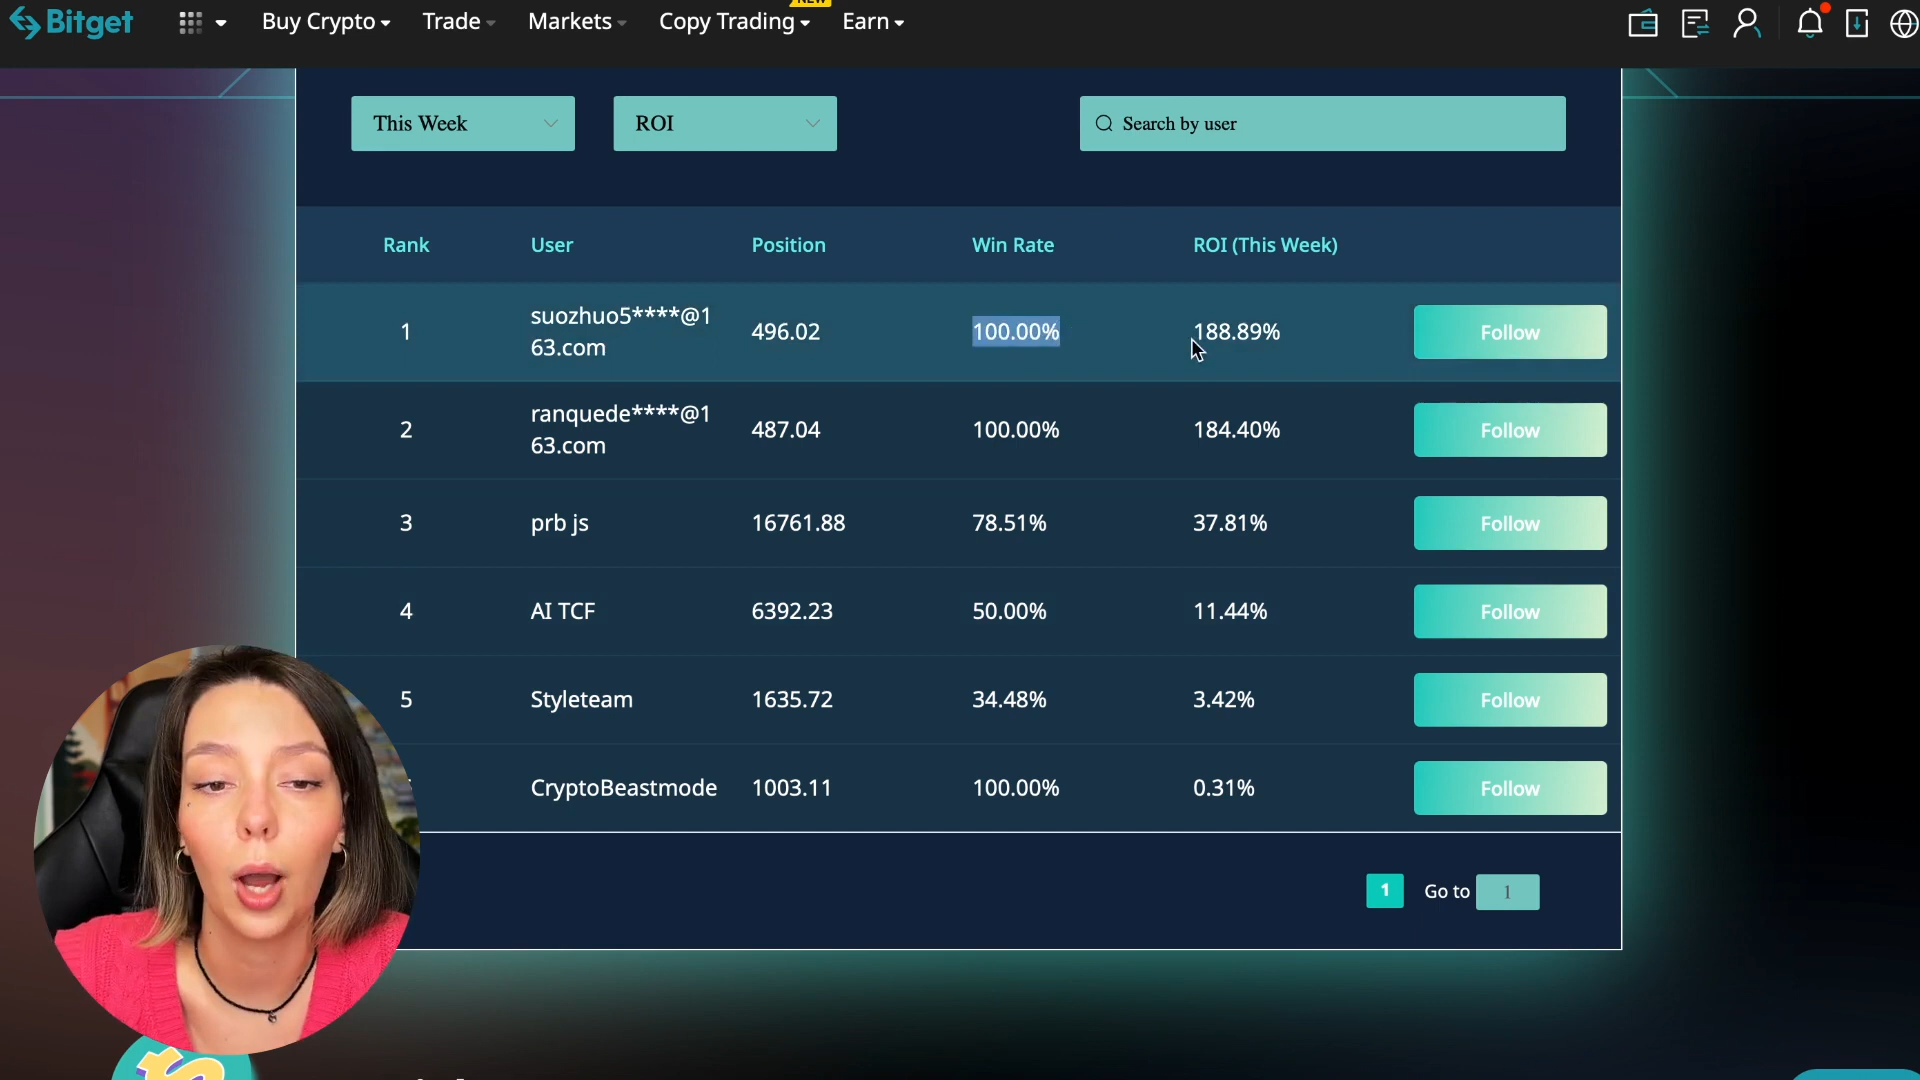 Bitget
Buy Crypto Trade Markets Copy Trading NEW Earn
This Week ROI Search by user
Rank User Position Win Rate ROI (This Week)
1 suozhuo5****@1 496.02 100.00% 188.89% Follow
63.com
2 ranquede****@1 487.04 100.00% 184.40% Follow
63.com
3 prb js 16761.88 78.51% 37.81% Follow
4 AI TCF 6392.23 50.00% 11.44% Follow
5 Styleteam 1635.72 34.48% 3.42% Follow
CryptoBeastmode 1003.11 100.00% 0.31% Follow
1 Go to 1